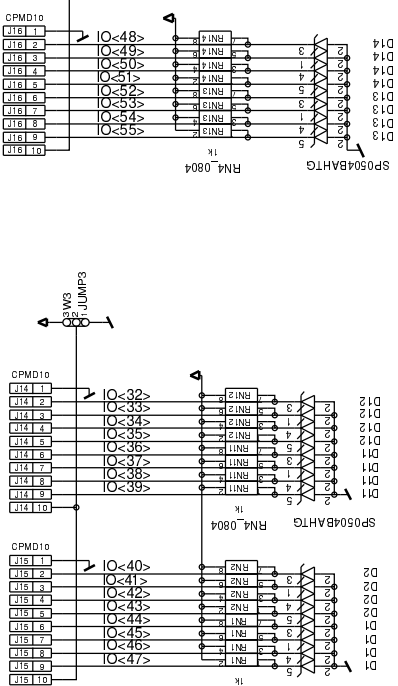 CPMD10
J16 1
J16 2 IO<48> RN14 D14
J16 3 IO<49> RN14 D14
J16 4 IO<50> RN14 D14
J16 5 IO<51> RN14 D14
J16 6 IO<52> RN13 D13
J16 7 IO<53> RN13 D13
J16 8 IO<54> RN13 D13
J16 9 IO<55> RN13 D13
J16 10
1k
RN4_0804 SP0504BAHTG
W3 JUMP3
3 2 1
CPMD10
J14 1
J14 2 IO<32> RN12 D12
J14 3 IO<33> RN12 D12
J14 4 IO<34> RN12 D12
J14 5 IO<35> RN12 D12
J14 6 IO<36> RN11 D11
J14 7 IO<37> RN11 D11
J14 8 IO<38> RN11 D11
J14 9 IO<39> RN11 D11
J14 10
1k
RN4_0804 SP0504BAHTG
CPMD10
J15 1
J15 2 IO<40> RN2 D2
J15 3 IO<41> RN2 D2
J15 4 IO<42> RN2 D2
J15 5 IO<43> RN2 D2
J15 6 IO<44> RN1 D1
J15 7 IO<45> RN1 D1
J15 8 IO<46> RN1 D1
J15 9 IO<47> RN1 D1
J15 10
1k